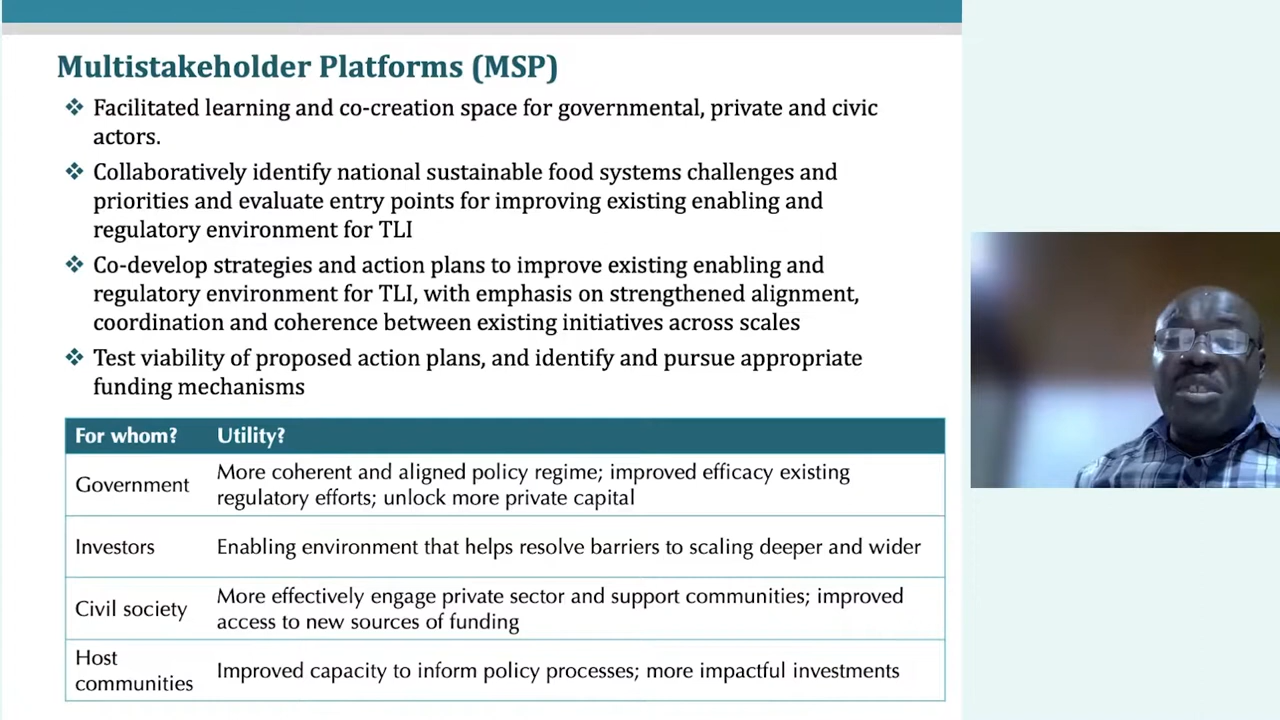 Multistakeholder Platforms (MSP)
❖ Facilitated learning and co-creation space for governmental, private and civic
actors.
❖ Collaboratively identify national sustainable food systems challenges and
priorities and evaluate entry points for improving existing enabling and
regulatory environment for TLI
❖ Co-develop strategies and action plans to improve existing enabling and
regulatory environment for TLI, with emphasis on strengthened alignment,
coordination and coherence between existing initiatives across scales
❖ Test viability of proposed action plans, and identify and pursue appropriate
funding mechanisms
For whom? Utility?
Government More coherent and aligned policy regime; improved efficacy existing
regulatory efforts; unlock more private capital
Investors Enabling environment that helps resolve barriers to scaling deeper and wider
Civil society More effectively engage private sector and support communities; improved
access to new sources of funding
Host
communities Improved capacity to inform policy processes; more impactful investments